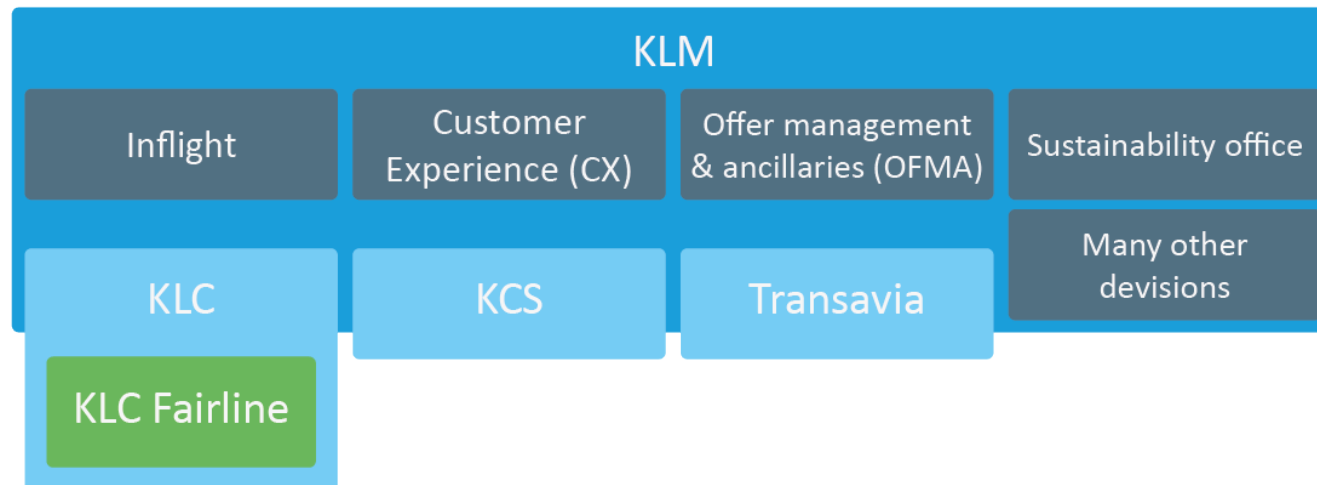 KLM
Inflight
Customer
Experience (CX)
Offer management
& ancillaries (OFMA)
Sustainability office
Many other
devisions
KLC
KCS
Transavia
KLC Fairline